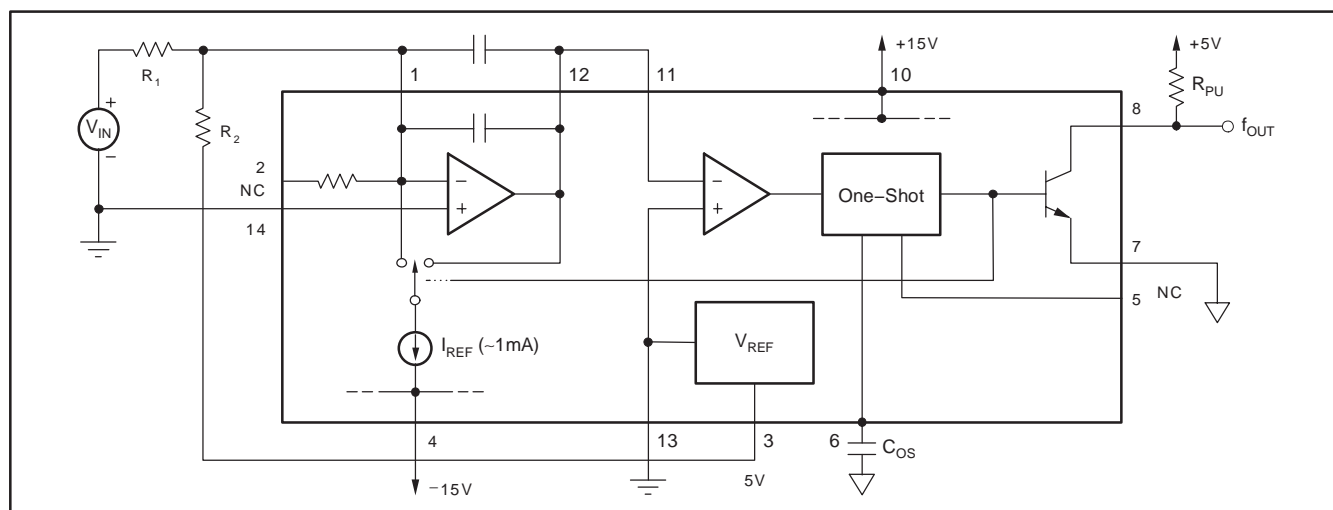 +15V
+5V
R1
1
12
11
10
RPU
8
fOUT
+
VIN
−
R2
2
NC
−
+
14
−
+
One−Shot
7
5
NC
IREF (~1mA)
VREF
4
13
3
6
COS
−15V
5V